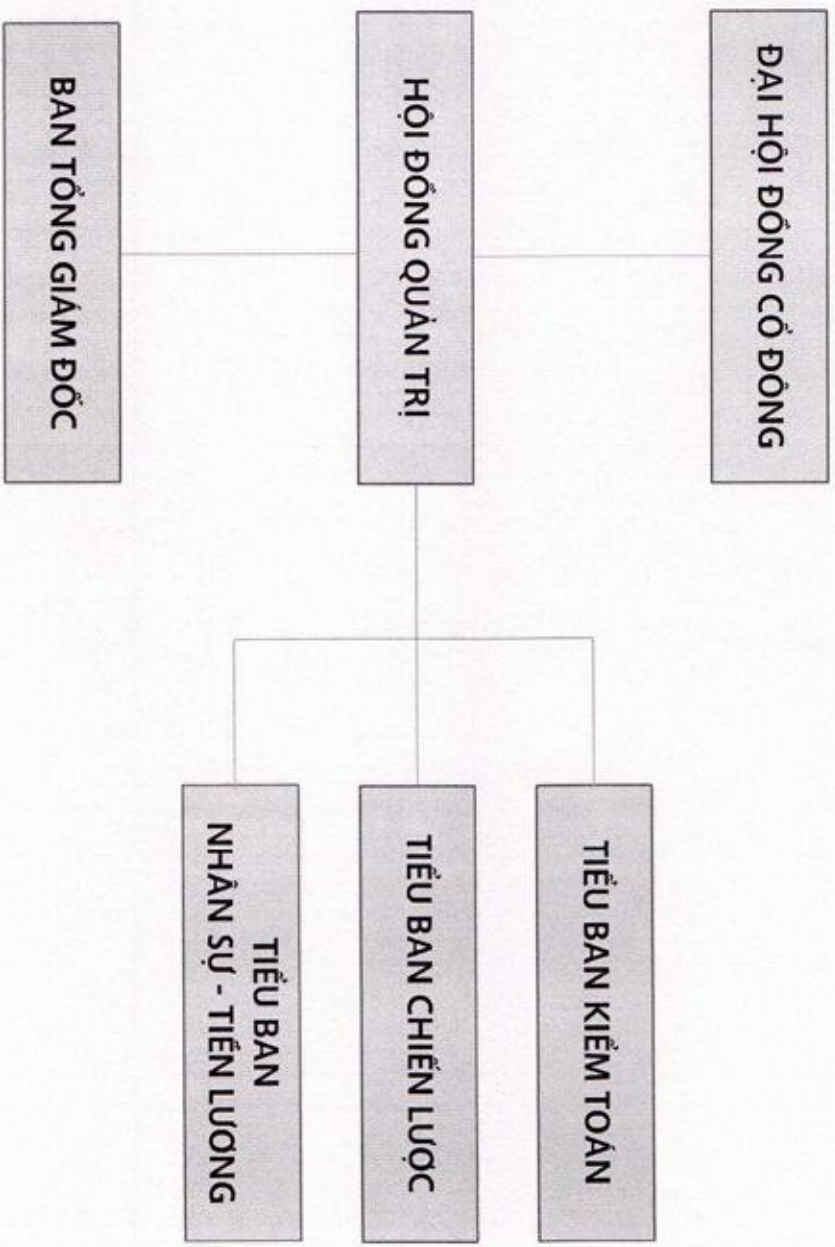 ĐẠI HỘI ĐỒNG CỔ ĐÔNG
HỘI ĐỒNG QUẢN TRỊ
TIỂU BAN KIỂM TOÁN
TIỂU BAN CHIẾN LƯỢC
TIỂU BAN
NHÂN SỰ - TIỀN LƯƠNG
BAN TỔNG GIÁM ĐỐC